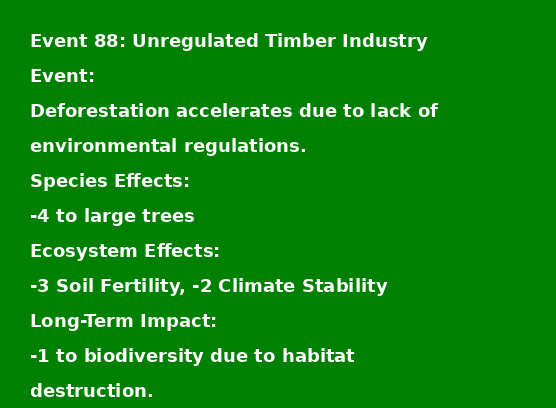 Event 88: Unregulated Timber Industry
Event:
Deforestation accelerates due to lack of
environmental regulations.
Species Effects:
-4 to large trees
Ecosystem Effects:
-3 Soil Fertility, -2 Climate Stability
Long-Term Impact:
-1 to biodiversity due to habitat
destruction.